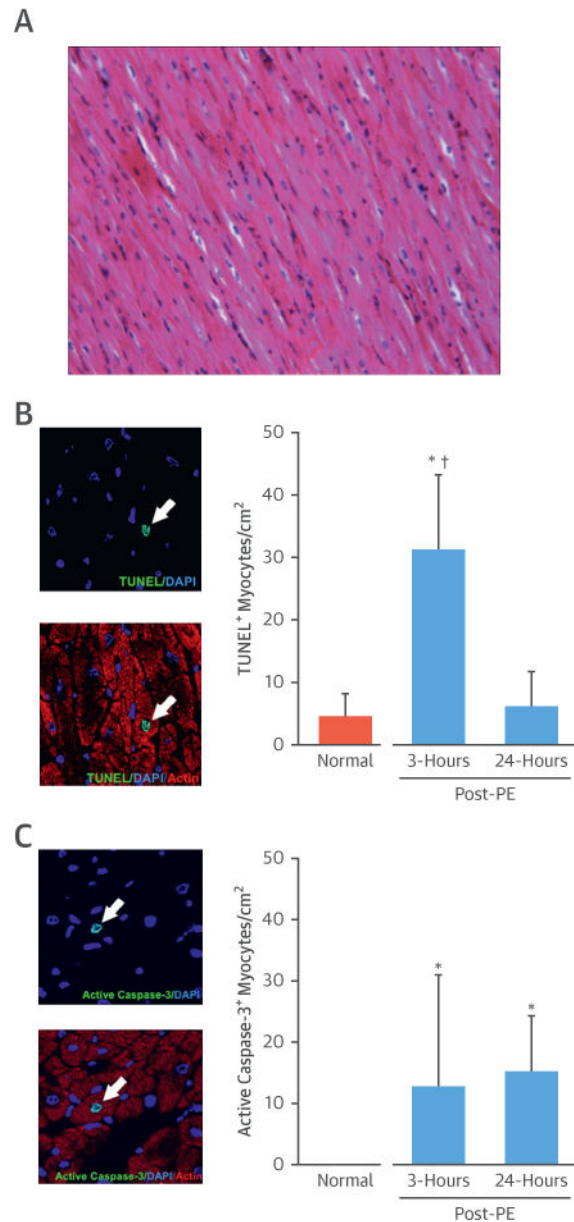 A
B
TUNEL/DAPI
TUNEL/DAPI/Actin
TUNEL⁺ Myocytes/cm²
50
40
30
20
10
0
* †
Normal
3-Hours
24-Hours
Post-PE
C
Active Caspase-3/DAPI
Active Caspase-3/DAPI/Actin
Active Caspase-3⁺ Myocytes/cm²
50
40
30
20
10
0
*
*
Normal
3-Hours
24-Hours
Post-PE